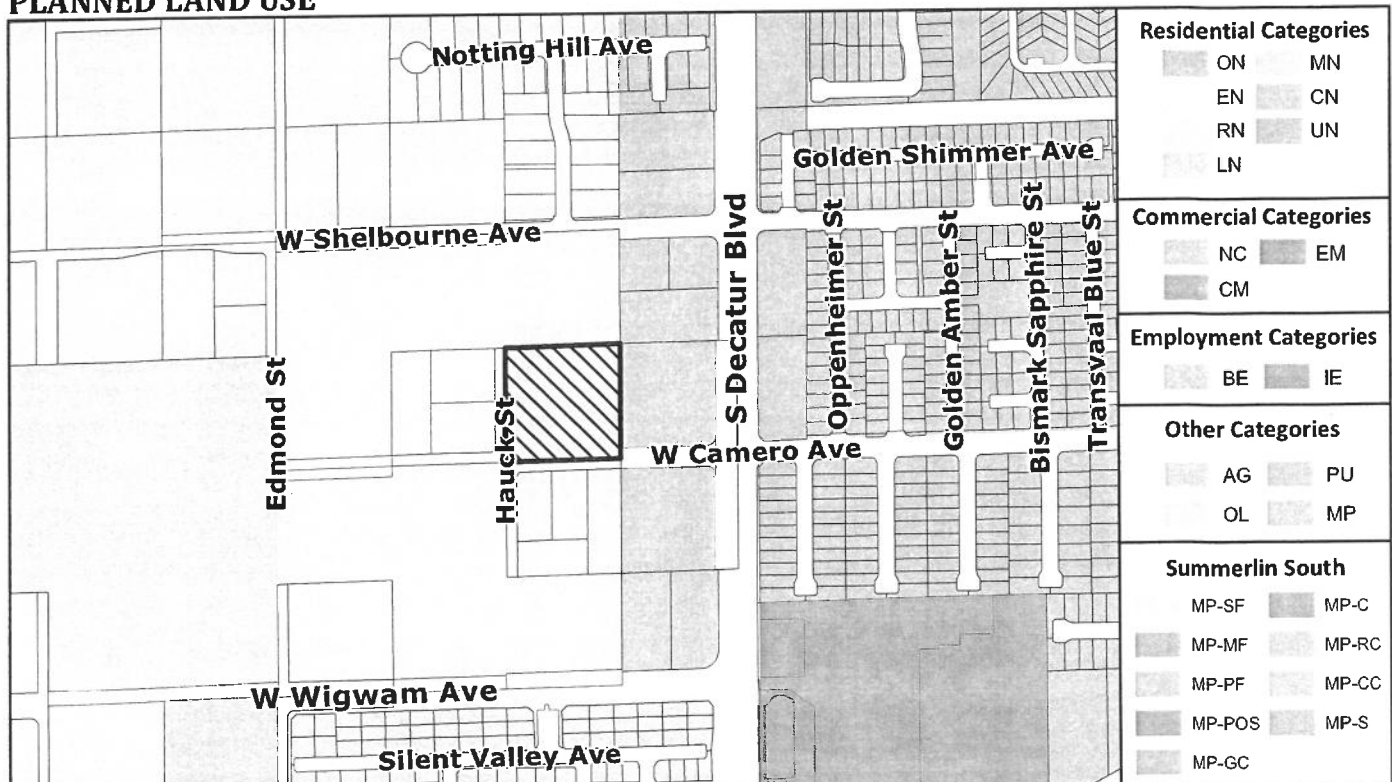 PLANNED LAND USE
Notting Hill Ave
Golden Shimmer Ave
W Shelbourne Ave
S Decatur Blvd
Oppenheimer St
Golden Amber St
Bismark Sapphire St
Transvaal Blue St
Edmond St
Hauck St
W Camero Ave
W Wigwam Ave
Silent Valley Ave
Residential Categories
ON MN
EN CN
RN UN
LN
Commercial Categories
NC EM
CM
Employment Categories
BE IE
Other Categories
AG PU
OL MP
Summerlin South
MP-SF MP-C
MP-MF MP-RC
MP-PF MP-CC
MP-POS MP-S
MP-GC